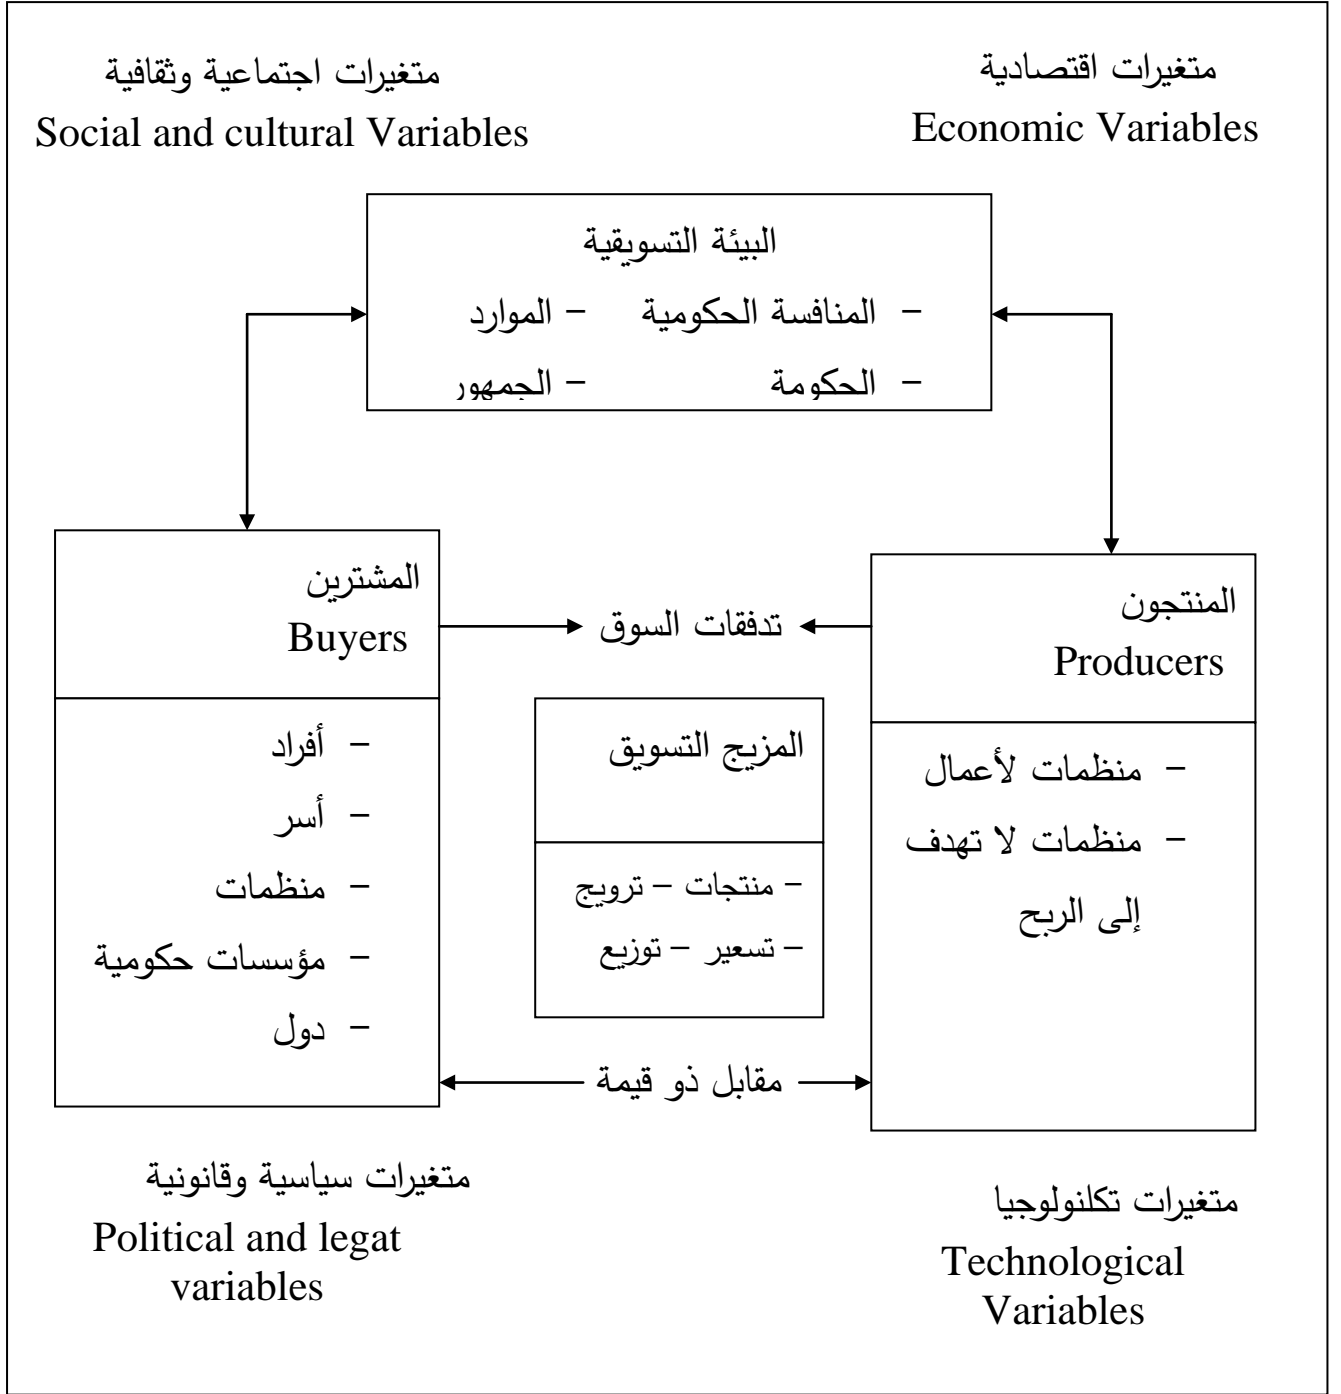 متغيرات اقتصادية
Economic Variables
متغيرات اجتماعية وثقافية
Social and cultural Variables
البيئة التسويقية
– المنافسة الحكومية – الموارد
– الحكومة – الجمهور
المنتجون
Producers
– منظمات لأعمال
– منظمات لا تهدف
إلى الربح
تدفقات السوق
المزيج التسويق
– منتجات – ترويج
– تسعير – توزيع
مقابل ذو قيمة
المشترين
Buyers
– أفراد
– أسر
– منظمات
– مؤسسات حكومية
– دول
متغيرات تكلنولوجيا
Technological
Variables
متغيرات سياسية وقانونية
Political and legat
variables